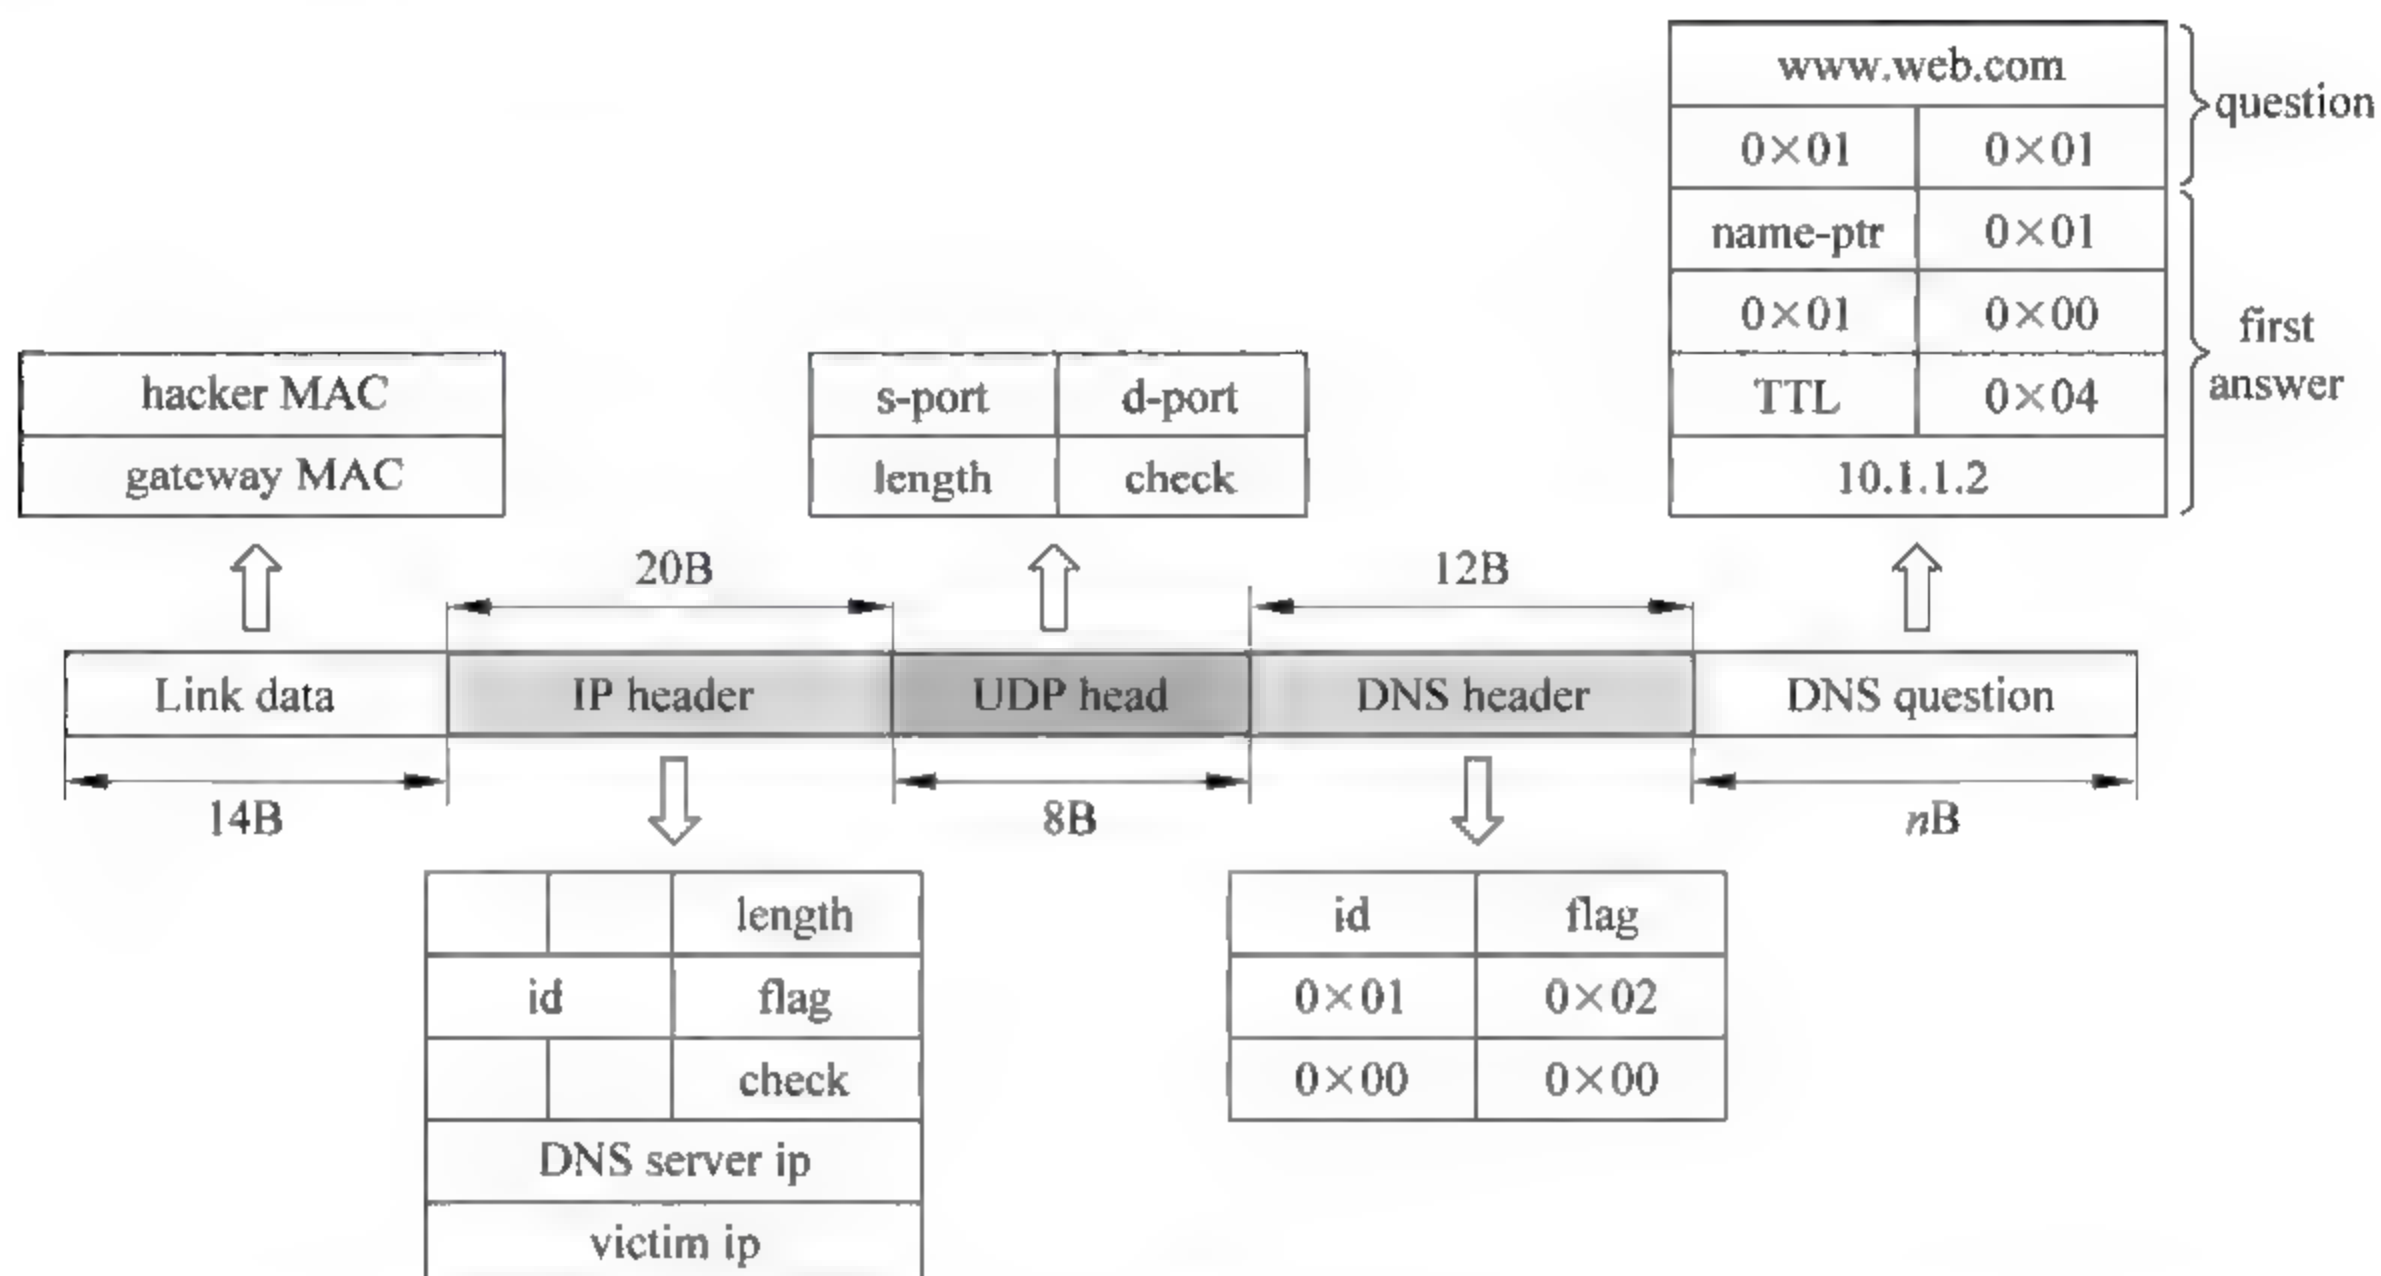 www.web.com
0×01 0×01
question
name-ptr 0×01
0×01 0×00
TTL 0×04
10.1.1.2
first
answer
hacker MAC
gateway MAC
s-port d-port
length check
20B
12B
Link data
IP header
UDP head
DNS header
DNS question
14B
8B
nB
length
id flag
check
DNS server ip
victim ip
id flag
0×01 0×02
0×00 0×00